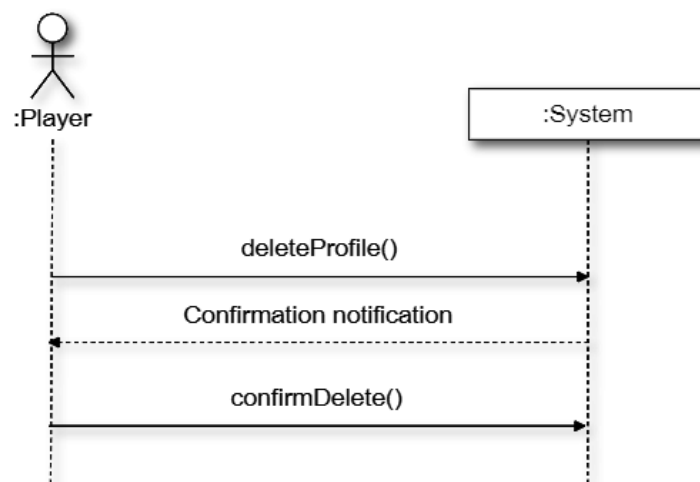 :Player
:System
deleteProfile()
Confirmation notification
confirmDelete()